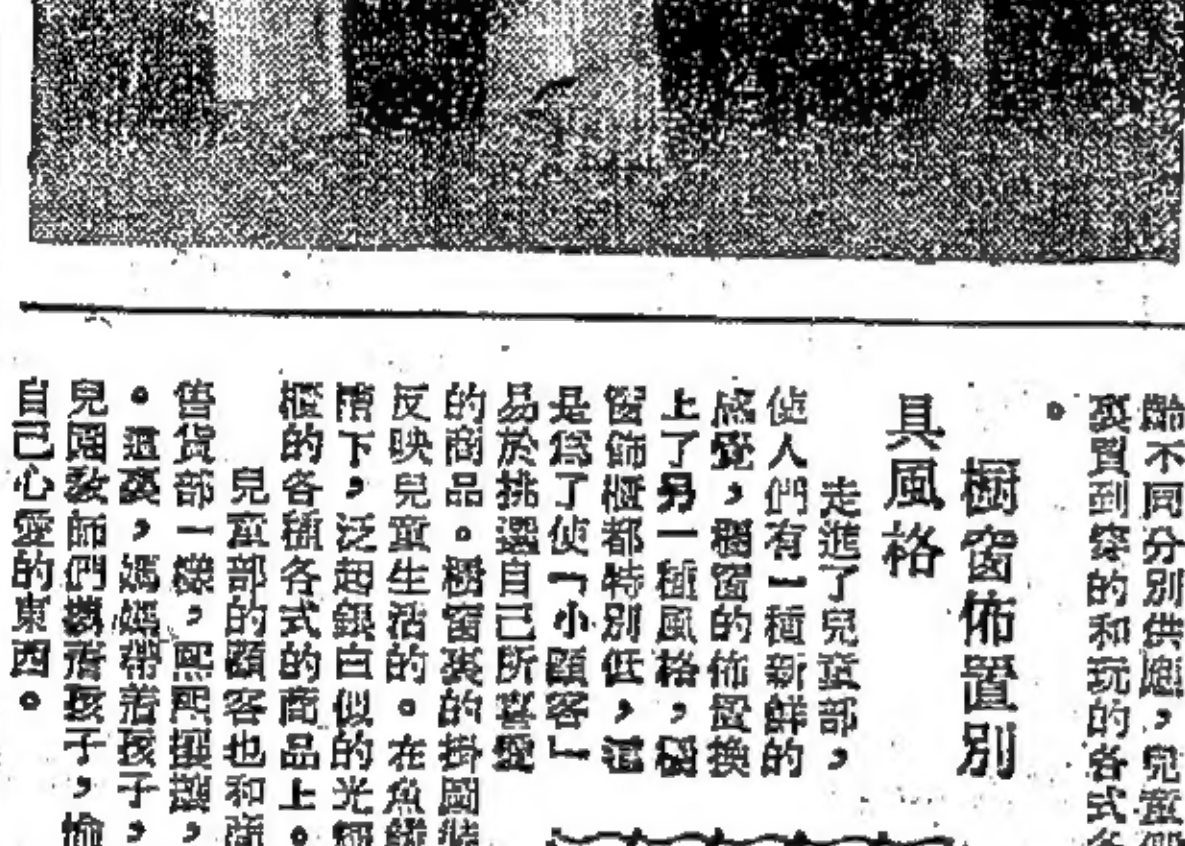 齡不同分別供應，兒童
裏買到穿的和玩的各式
。
櫥窗佈置別
具風格
走進了兒童部，
使人們有一種新鮮的
感覺，櫥窗的佈置換
上了另一種風格，櫥
窗飾櫃都特別低，這
是爲了使「小顧客」
易於挑選自己所喜愛
的商品。櫥窗裏的掛圖
反映兒童生活的。在魚
下，泛起銀白似的光
櫃的各種各式的商品上。
兒童部的顧客也和
售貨部一樣，熙熙攘攘，
。這裏，媽媽帶着孩子，
兒園教師們攜着孩子，愉
自己心愛的東西。